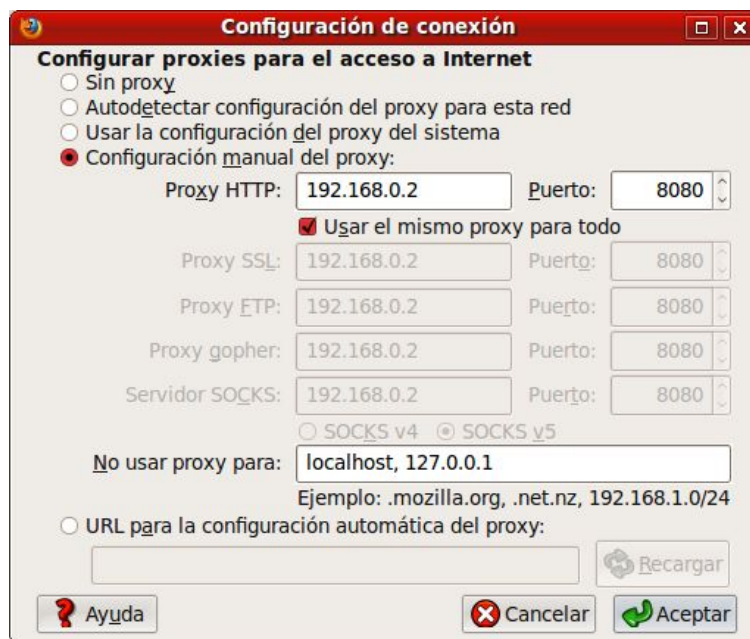 Configuración de conexión
Configurar proxies para el acceso a Internet
Sin proxy
Autodetectar configuración del proxy para esta red
Usar la configuración del proxy del sistema
Configuración manual del proxy:
Proxy HTTP: 192.168.0.2 Puerto: 8080
Usar el mismo proxy para todo
Proxy SSL: 192.168.0.2 Puerto: 8080
Proxy FTP: 192.168.0.2 Puerto: 8080
Proxy gopher: 192.168.0.2 Puerto: 8080
Servidor SOCKS: 192.168.0.2 Puerto: 8080
SOCKS v4 SOCKS v5
No usar proxy para: localhost, 127.0.0.1
Ejemplo: .mozilla.org, .net.nz, 192.168.1.0/24
URL para la configuración automática del proxy:
Recargar
Ayuda Cancelar Aceptar